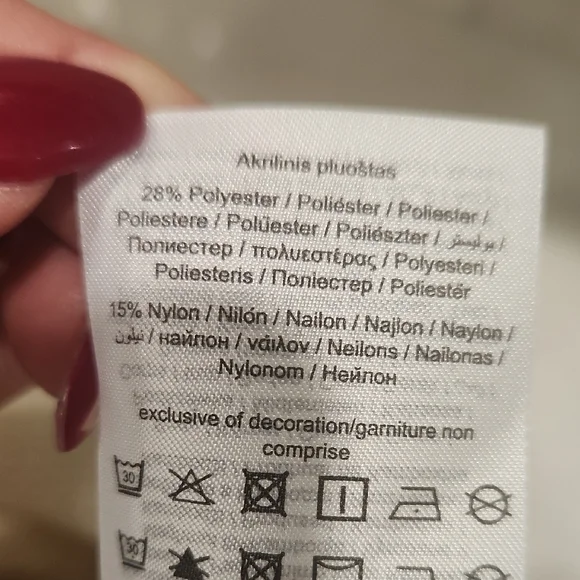 Akrilinis pluoštas
28% Polyester / Poliéster / Poliester /
Poliestere / Polüester / Poliészter / بوليستر /
Полиестер / πολυεστέρας / Polyesteri /
Poliesteris / Поліестер / Poliestér
15% Nylon / Nilón / Nailon / Najlon / Naylon /
نيلون / найлон / νάιλον / Neilons / Nailonas /
Nylonom / Нейлон
exclusive of decoration/garniture non
comprise
30
30